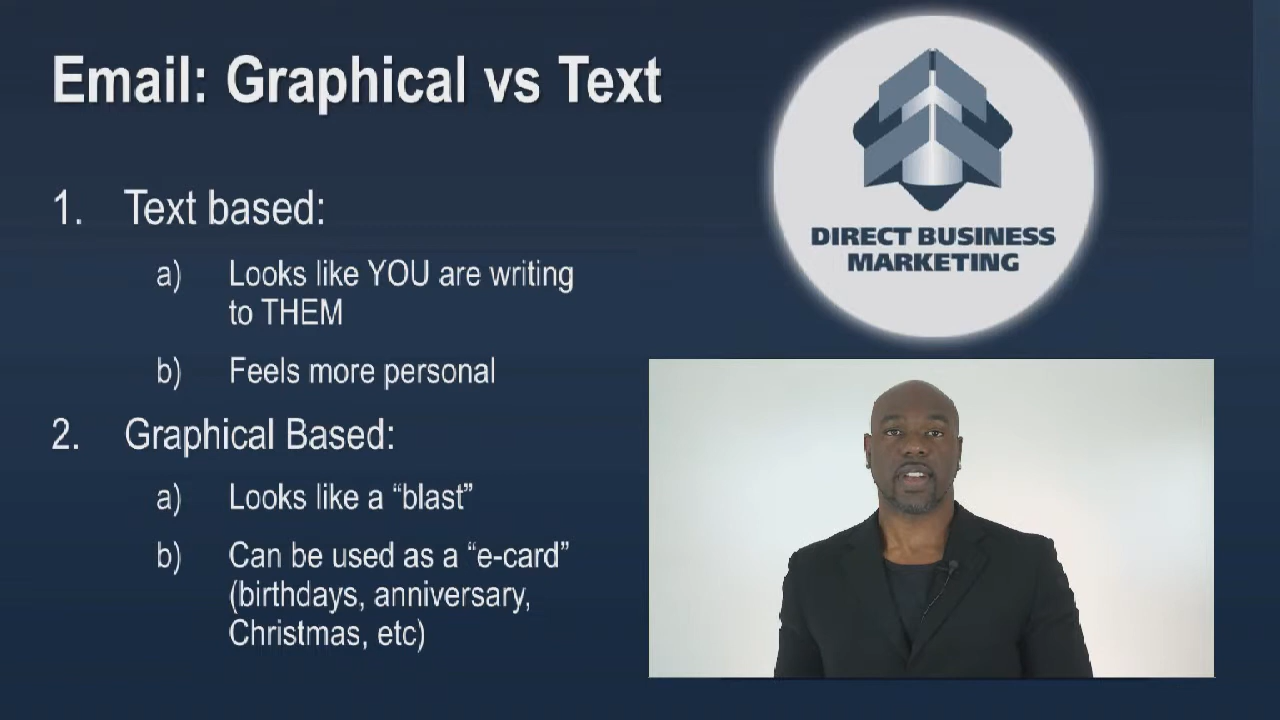 Email: Graphical vs Text
1. Text based:
a) Looks like YOU are writing
to THEM
b) Feels more personal
2. Graphical Based:
a) Looks like a “blast”
b) Can be used as a “e-card”
(birthdays, anniversary,
Christmas, etc)
DIRECT BUSINESS
MARKETING